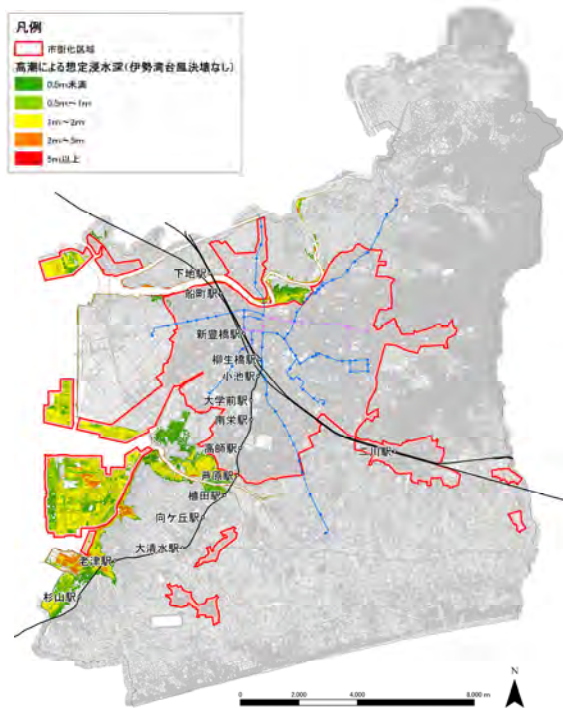 凡例
市街化区域
高潮による想定浸水深(伊勢湾台風決壊なし)
0.5m未満
0.5m～1m
1m～2m
2m～5m
5m以上
下地駅
船町駅
新豊橋駅
柳生橋駅
小池駅
大学前駅
南栄駅
高師駅
二川駅
芦原駅
植田駅
向ケ丘駅
大清水駅
老津駅
杉山駅
N
0 2,000 4,000 8,000 m